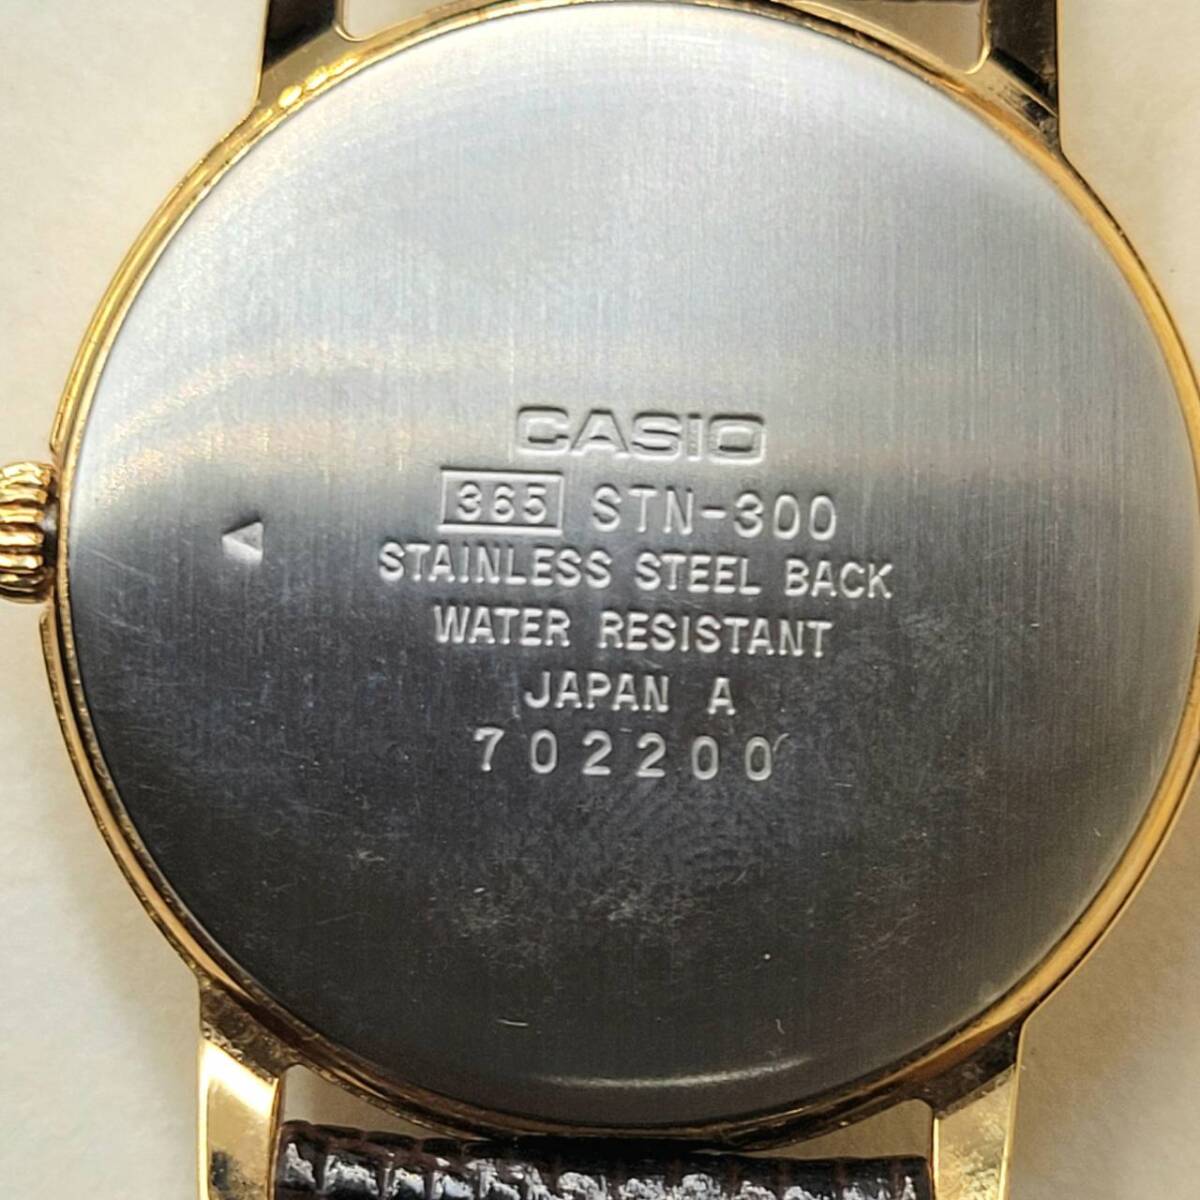 CASIO
365 STN-300
STAINLESS STEEL BACK
WATER RESISTANT
JAPAN A
702200